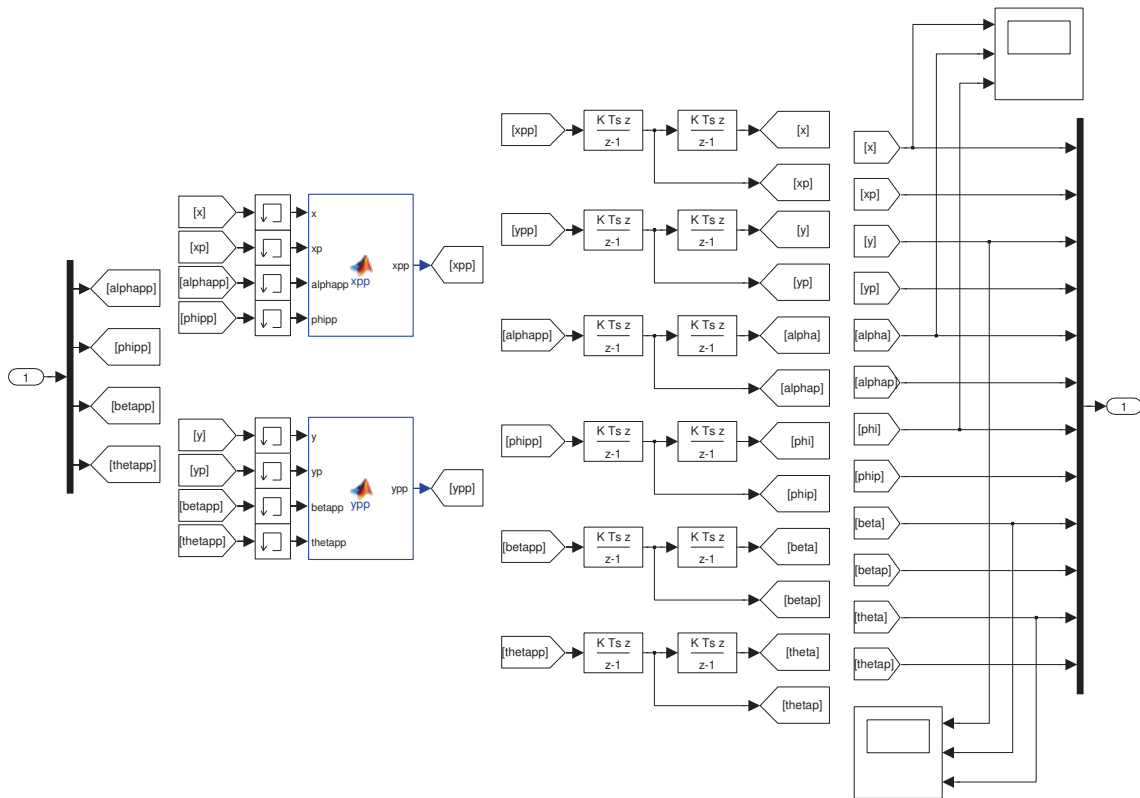 1
[alphapp]
[phipp]
[betapp]
[thetapp]
[x]
[xp]
[alphapp]
[phipp]
x
xp
alphapp
phipp
xpp
xpp
[xpp]
[y]
[yp]
[betapp]
[thetapp]
y
yp
betapp
thetapp
ypp
ypp
[ypp]
[xpp]
K Ts z
z-1
K Ts z
z-1
[x]
[xp]
[ypp]
K Ts z
z-1
K Ts z
z-1
[y]
[yp]
[alphapp]
K Ts z
z-1
K Ts z
z-1
[alpha]
[alphap]
[phipp]
K Ts z
z-1
K Ts z
z-1
[phi]
[phip]
[betapp]
K Ts z
z-1
K Ts z
z-1
[beta]
[betap]
[thetapp]
K Ts z
z-1
K Ts z
z-1
[theta]
[thetap]
[x]
[xp]
[y]
[yp]
[alpha]
[alphap]
[phi]
[phip]
[beta]
[betap]
[theta]
[thetap]
1